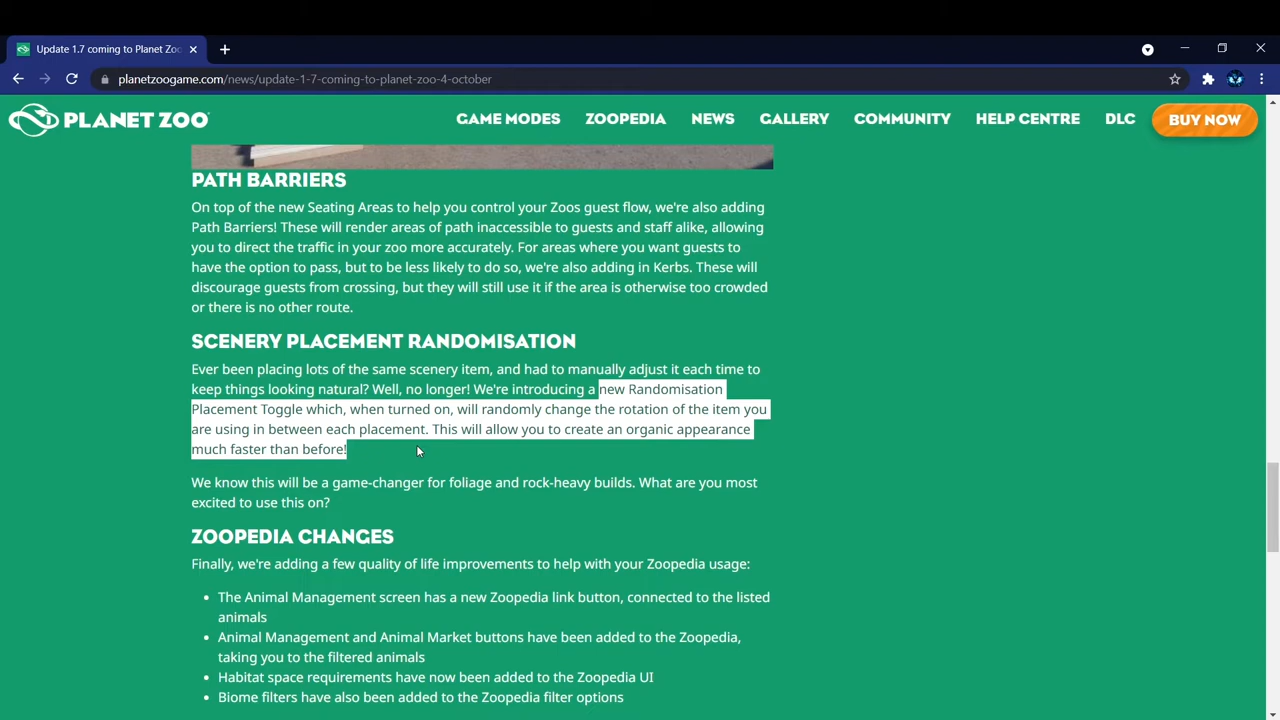 Update 1.7 coming to Planet Zoo
planetzoogame.com/news/update-1-7-coming-to-planet-zoo-4-october
PLANET ZOO
GAME MODES
ZOOPEDIA
NEWS
GALLERY
COMMUNITY
HELP CENTRE
DLC
BUY NOW
PATH BARRIERS
On top of the new Seating Areas to help you control your Zoos guest flow, we're also adding
Path Barriers! These will render areas of path inaccessible to guests and staff alike, allowing
you to direct the traffic in your zoo more accurately. For areas where you want guests to
have the option to pass, but to be less likely to do so, we're also adding in Kerbs. These will
discourage guests from crossing, but they will still use it if the area is otherwise too crowded
or there is no other route.
SCENERY PLACEMENT RANDOMISATION
Ever been placing lots of the same scenery item, and had to manually adjust it each time to
keep things looking natural? Well, no longer! We're introducing a new Randomisation
Placement Toggle which, when turned on, will randomly change the rotation of the item you
are using in between each placement. This will allow you to create an organic appearance
much faster than before!
We know this will be a game-changer for foliage and rock-heavy builds. What are you most
excited to use this on?
ZOOPEDIA CHANGES
Finally, we're adding a few quality of life improvements to help with your Zoopedia usage:
• The Animal Management screen has a new Zoopedia link button, connected to the listed
animals
• Animal Management and Animal Market buttons have been added to the Zoopedia,
taking you to the filtered animals
• Habitat space requirements have now been added to the Zoopedia UI
• Biome filters have also been added to the Zoopedia filter options